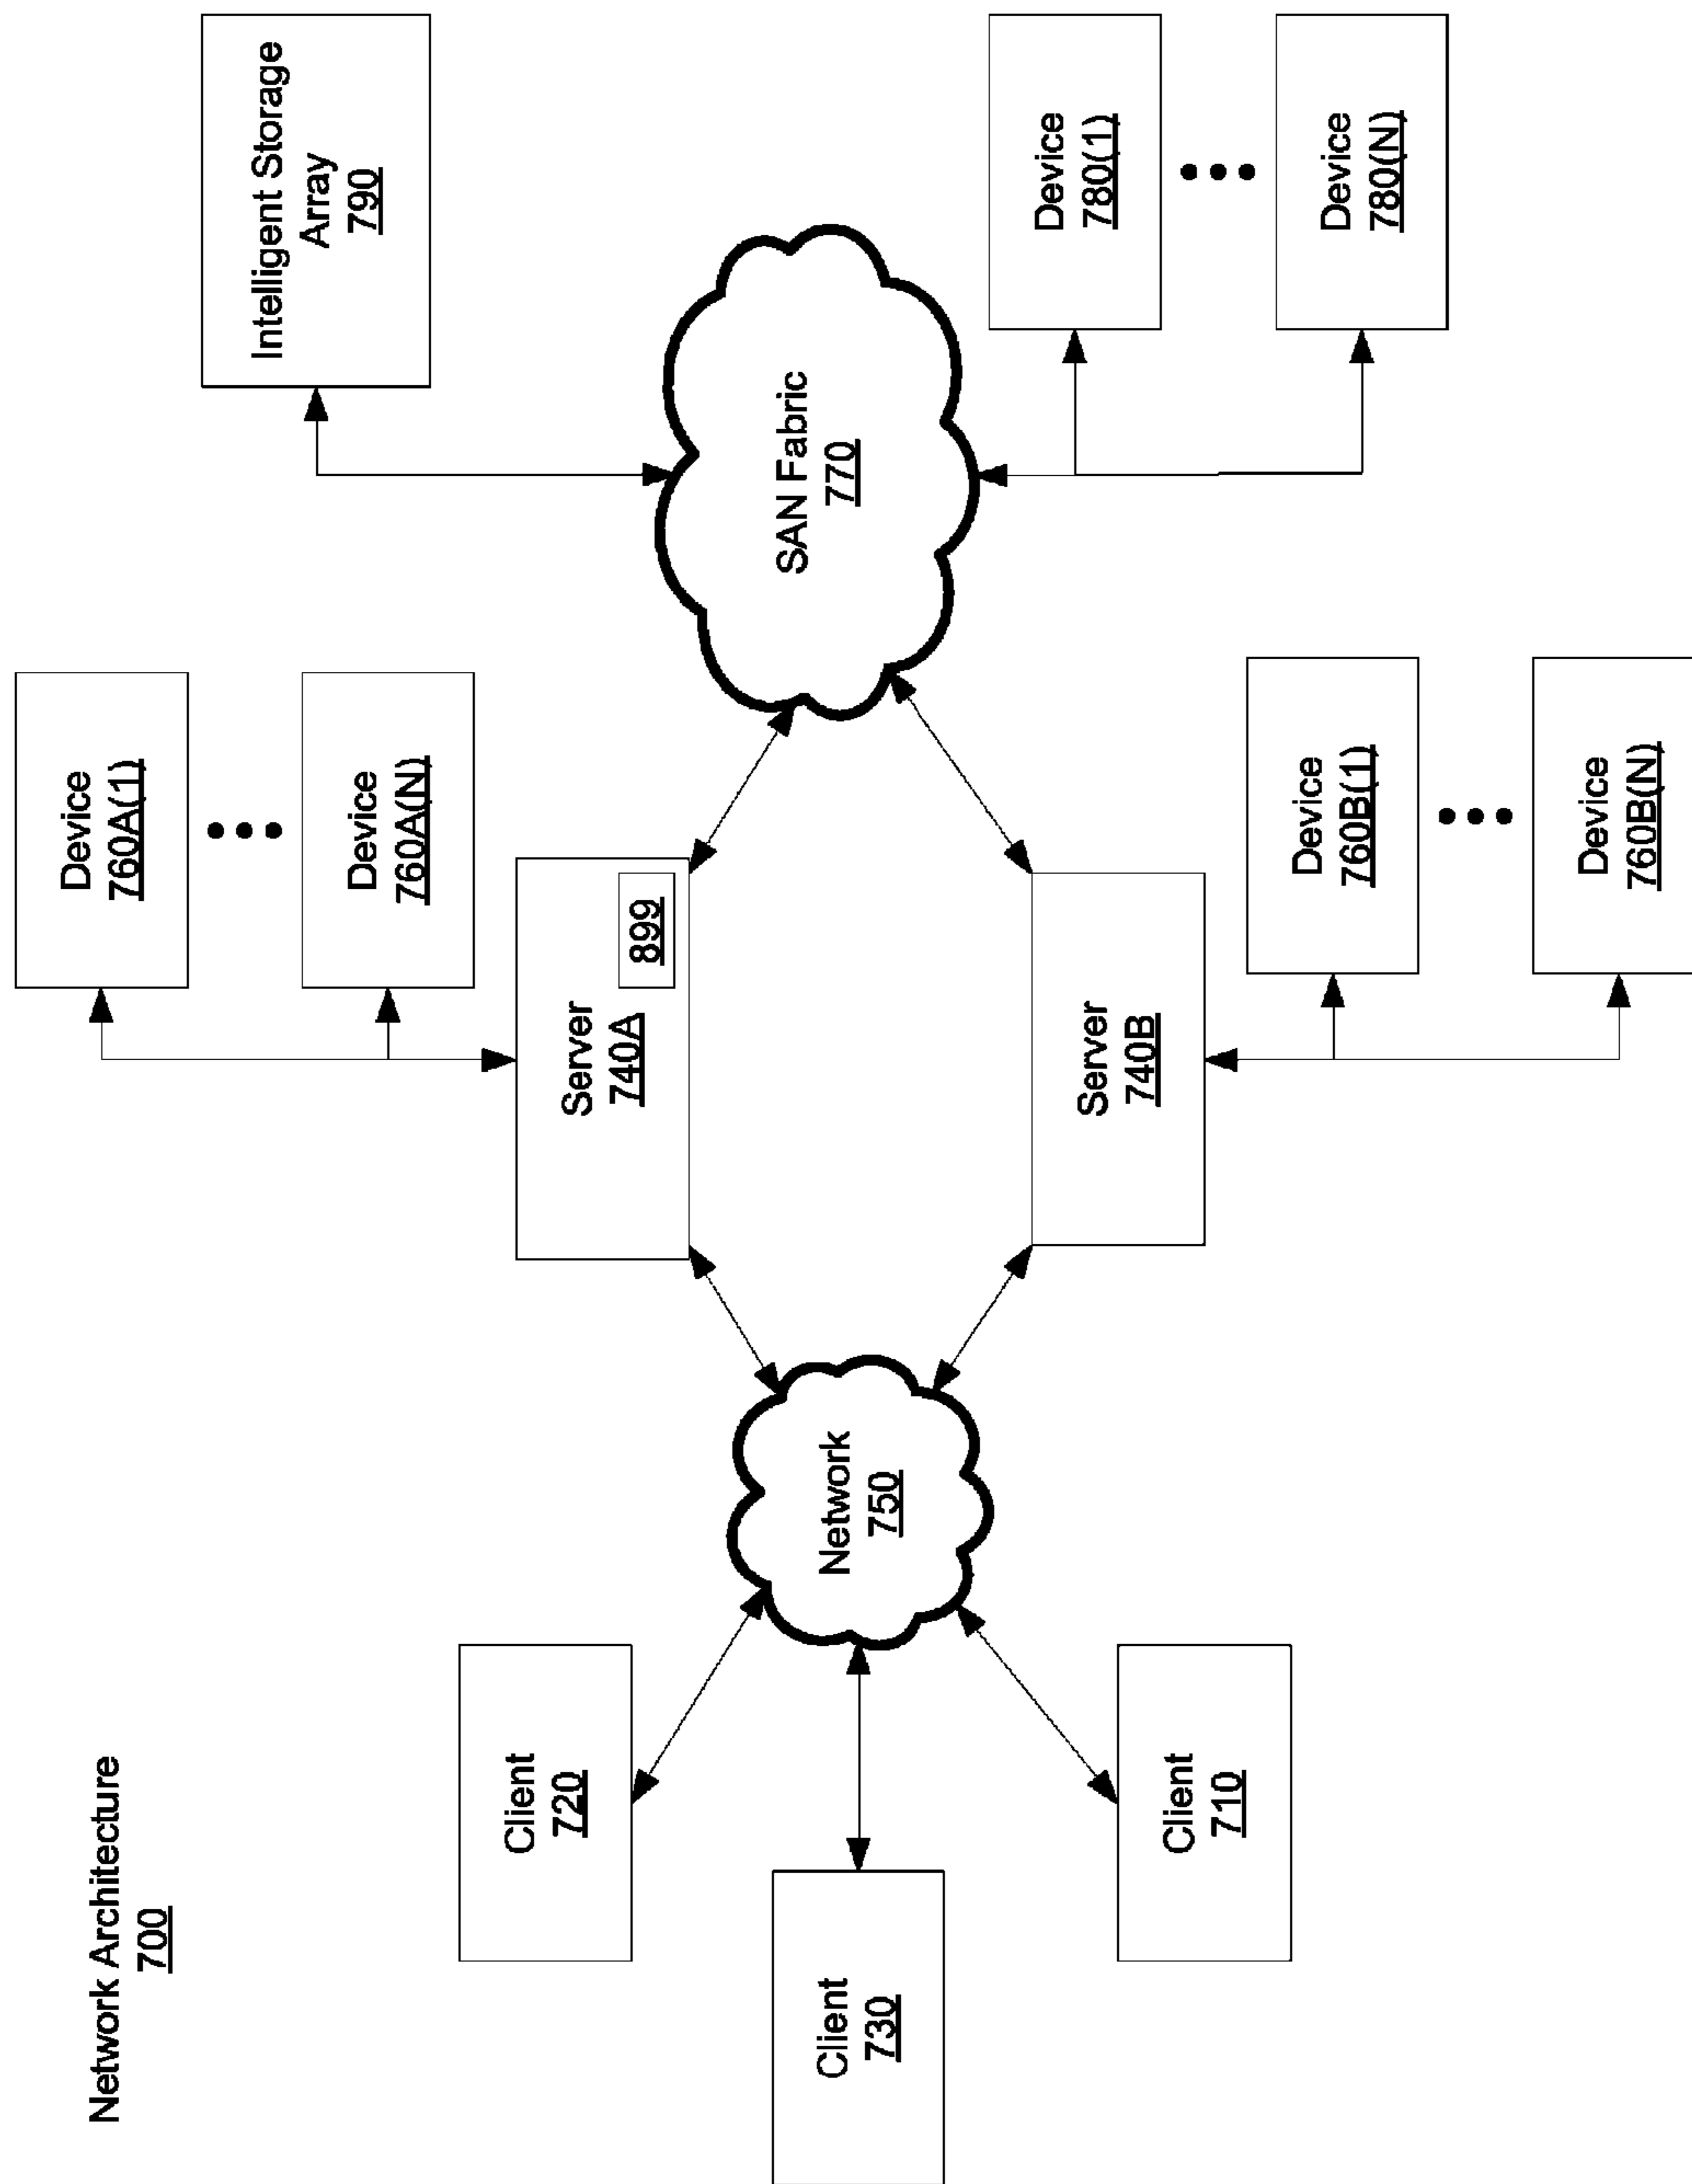 Network Architecture
700
Client
730
Client
720
Client
710
Network
750
Server
740A
899
Server
740B
Device
760A(1)
Device
760A(N)
Device
760B(1)
Device
760B(N)
SAN Fabric
770
Intelligent Storage
Array
790
Device
780(1)
Device
780(N)